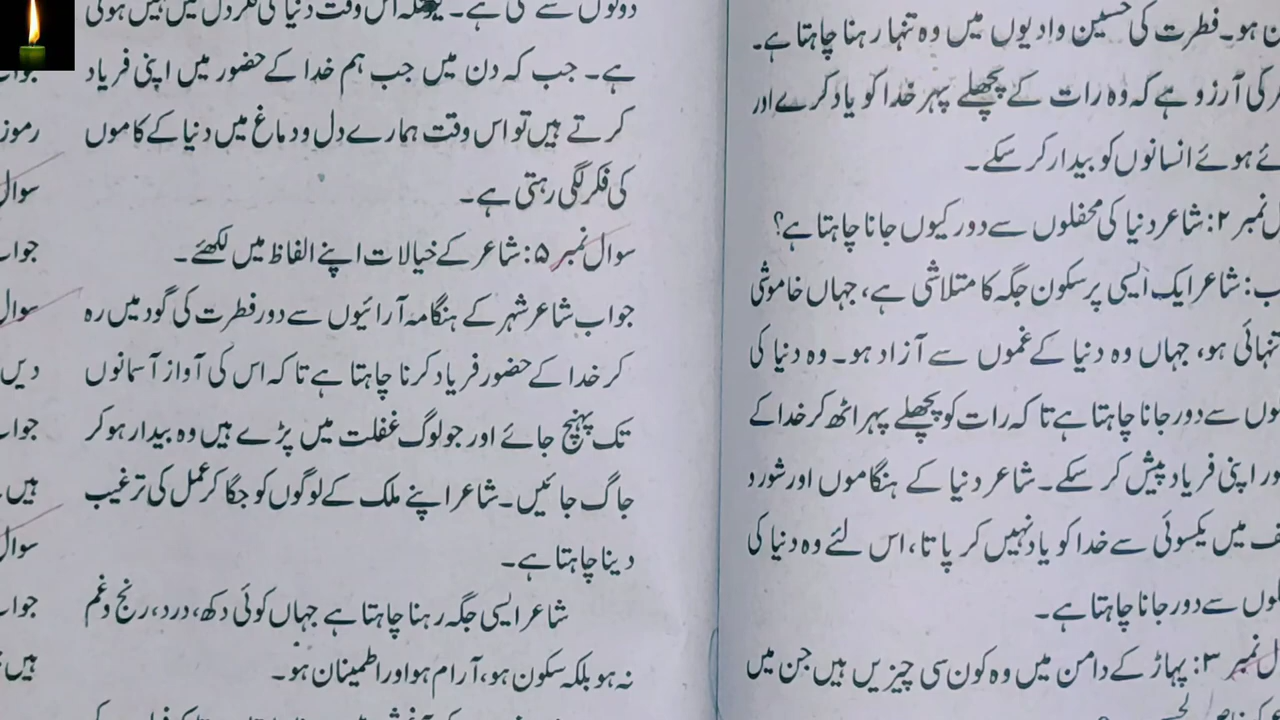 ہو۔ فطرت کی حسین وادیوں میں وہ تنہا رہنا چاہتا ہے۔
کی آرزو ہے کہ وہ رات کے پچھلے پہر خدا کو یاد کرے اور
ہوئے انسانوں کو بیدار کر سکے۔
نمبر ۲: شاعر دنیا کی محفلوں سے دور کیوں جانا چاہتا ہے؟
شاعر ایک ایسی پرسکون جگہ کا متلاشی ہے، جہاں خاموشی
تنہائی ہو، جہاں وہ دنیا کے غموں سے آزاد ہو۔ وہ دنیا کی
سے دور جانا چاہتا ہے تا کہ رات کو پچھلے پہر اٹھ کر خدا کے
اپنی فریاد پیش کر سکے۔ شاعر دنیا کے ہنگاموں اور شور و
میں یکسوئی سے خدا کو یاد نہیں کر پاتا، اس لئے وہ دنیا کی
سے دور جانا چاہتا ہے۔
نمبر ۳: پہاڑ کے دامن میں وہ کون سی چیزیں ہیں جن میں
دونوں سے کی ہے۔ کیونکہ اس وقت دنیا کی فکر دل میں نہیں ہوتی
ہے۔ جب کہ دن میں جب ہم خدا کے حضور میں اپنی فریاد
کرتے ہیں تو اس وقت ہمارے دل و دماغ میں دنیا کے کاموں
کی فکر لگی رہتی ہے۔
سوال نمبر ۵: شاعر کے خیالات اپنے الفاظ میں لکھئے۔
جواب شاعر شہر کے ہنگامہ آرائیوں سے دور فطرت کی گود میں رہ
کر خدا کے حضور فریاد کرنا چاہتا ہے تا کہ اس کی آواز آسمانوں
تک پہنچ جائے اور جو لوگ غفلت میں پڑے ہیں وہ بیدار ہو کر
جاگ جائیں۔ شاعر اپنے ملک کے لوگوں کو جگا کر عمل کی ترغیب
دینا چاہتا ہے۔
شاعر ایسی جگہ رہنا چاہتا ہے جہاں کوئی دکھ، درد، رنج و غم
نہ ہو بلکہ سکون ہو، آرام ہو اور اطمینان ہو۔
رموز
سوال
سوال
دیں
ہیں
سوال
ہیں